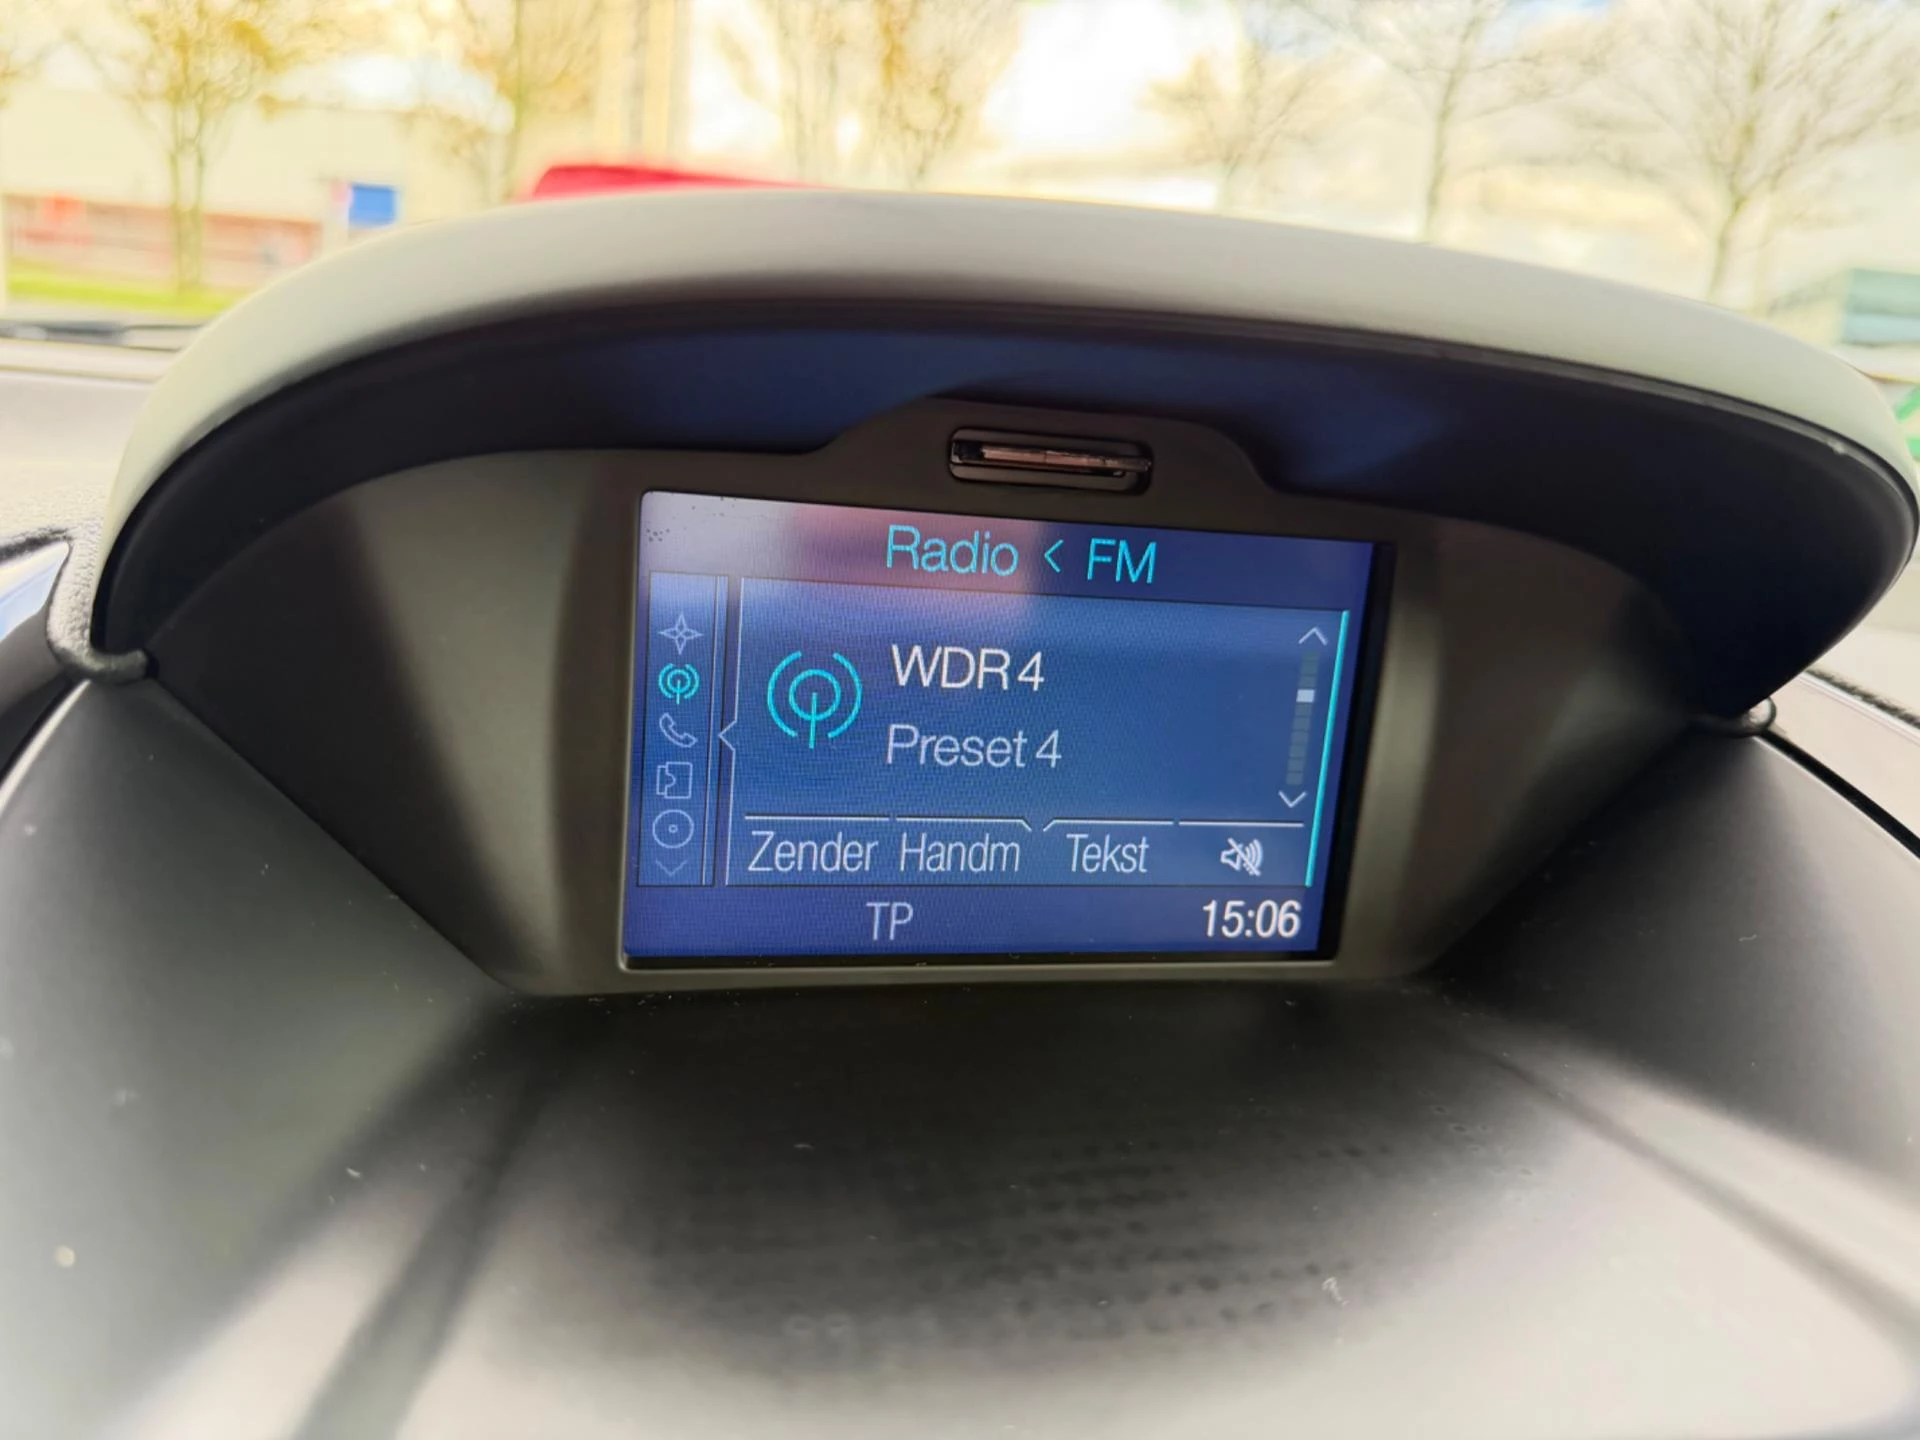 Radio < FM
WDR 4
Preset 4
Zender Handm Tekst
TP 15:06